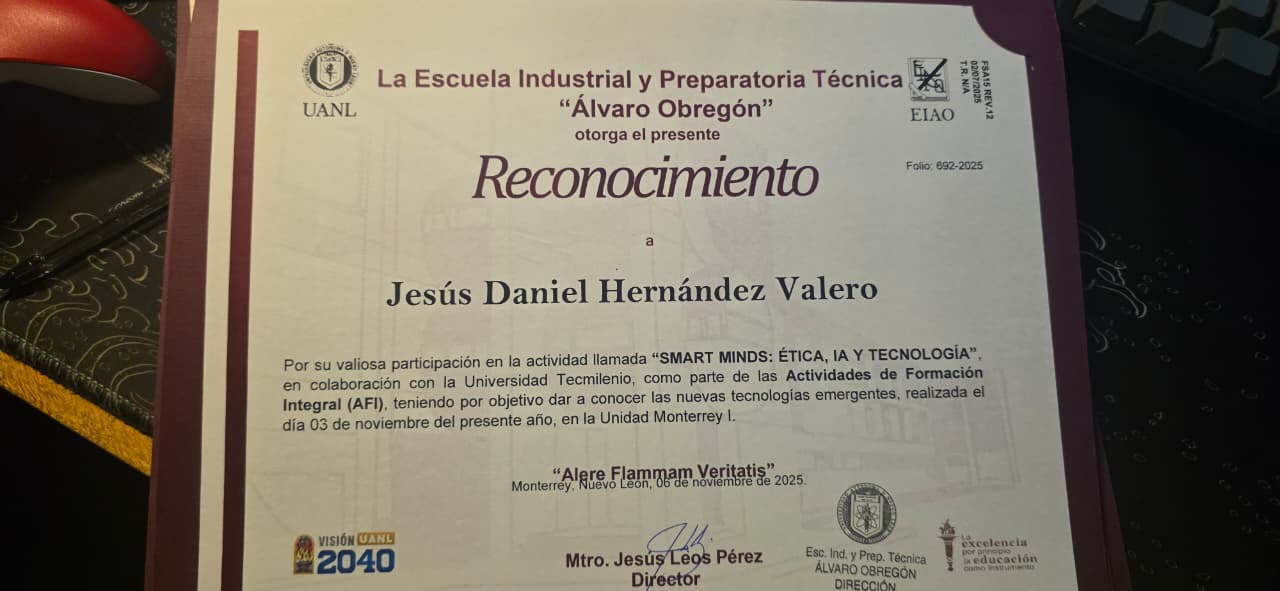 UANL
La Escuela Industrial y Preparatoria Técnica
“Álvaro Obregón”
otorga el presente
EIAO
FSA15 REV.12
02/07/2025
T.R. N/A
Reconocimiento
Folio: 692-2025
a
Jesús Daniel Hernández Valero
Por su valiosa participación en la actividad llamada “SMART MINDS: ÉTICA, IA Y TECNOLOGÍA”,
en colaboración con la Universidad Tecmilenio, como parte de las Actividades de Formación
Integral (AFI), teniendo por objetivo dar a conocer las nuevas tecnologías emergentes, realizada el
día 03 de noviembre del presente año, en la Unidad Monterrey I.
“Alere Flammam Veritatis”
Monterrey, Nuevo León, 06 de noviembre de 2025.
VISIÓN UANL
2040
Mtro. Jesús Leos Pérez
Director
Esc. Ind. y Prep. Técnica
ÁLVARO OBREGÓN
DIRECCIÓN
La
excelencia
por principio
la educación
como instrumento